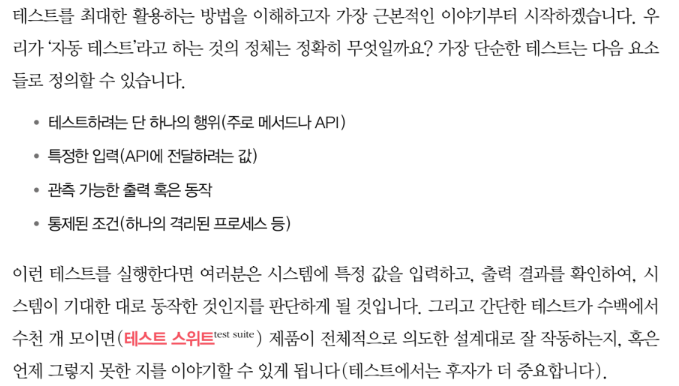 테스트를 최대한 활용하는 방법을 이해하고자 가장 근본적인 이야기부터 시작하겠습니다. 우
리가 ‘자동 테스트’라고 하는 것의 정체는 정확히 무엇일까요? 가장 단순한 테스트는 다음 요소
들로 정의할 수 있습니다.
• 테스트하려는 단 하나의 행위(주로 메서드나 API)
• 특정한 입력(API에 전달하려는 값)
• 관측 가능한 출력 혹은 동작
• 통제된 조건(하나의 격리된 프로세스 등)
이런 테스트를 실행한다면 여러분은 시스템에 특정 값을 입력하고, 출력 결과를 확인하여, 시
스템이 기대한 대로 동작한 것인지를 판단하게 될 것입니다. 그리고 간단한 테스트가 수백에서
수천 개 모이면(테스트 스위트test suite) 제품이 전체적으로 의도한 설계대로 잘 작동하는지, 혹은
언제 그렇지 못한 지를 이야기할 수 있게 됩니다(테스트에서는 후자가 더 중요합니다).